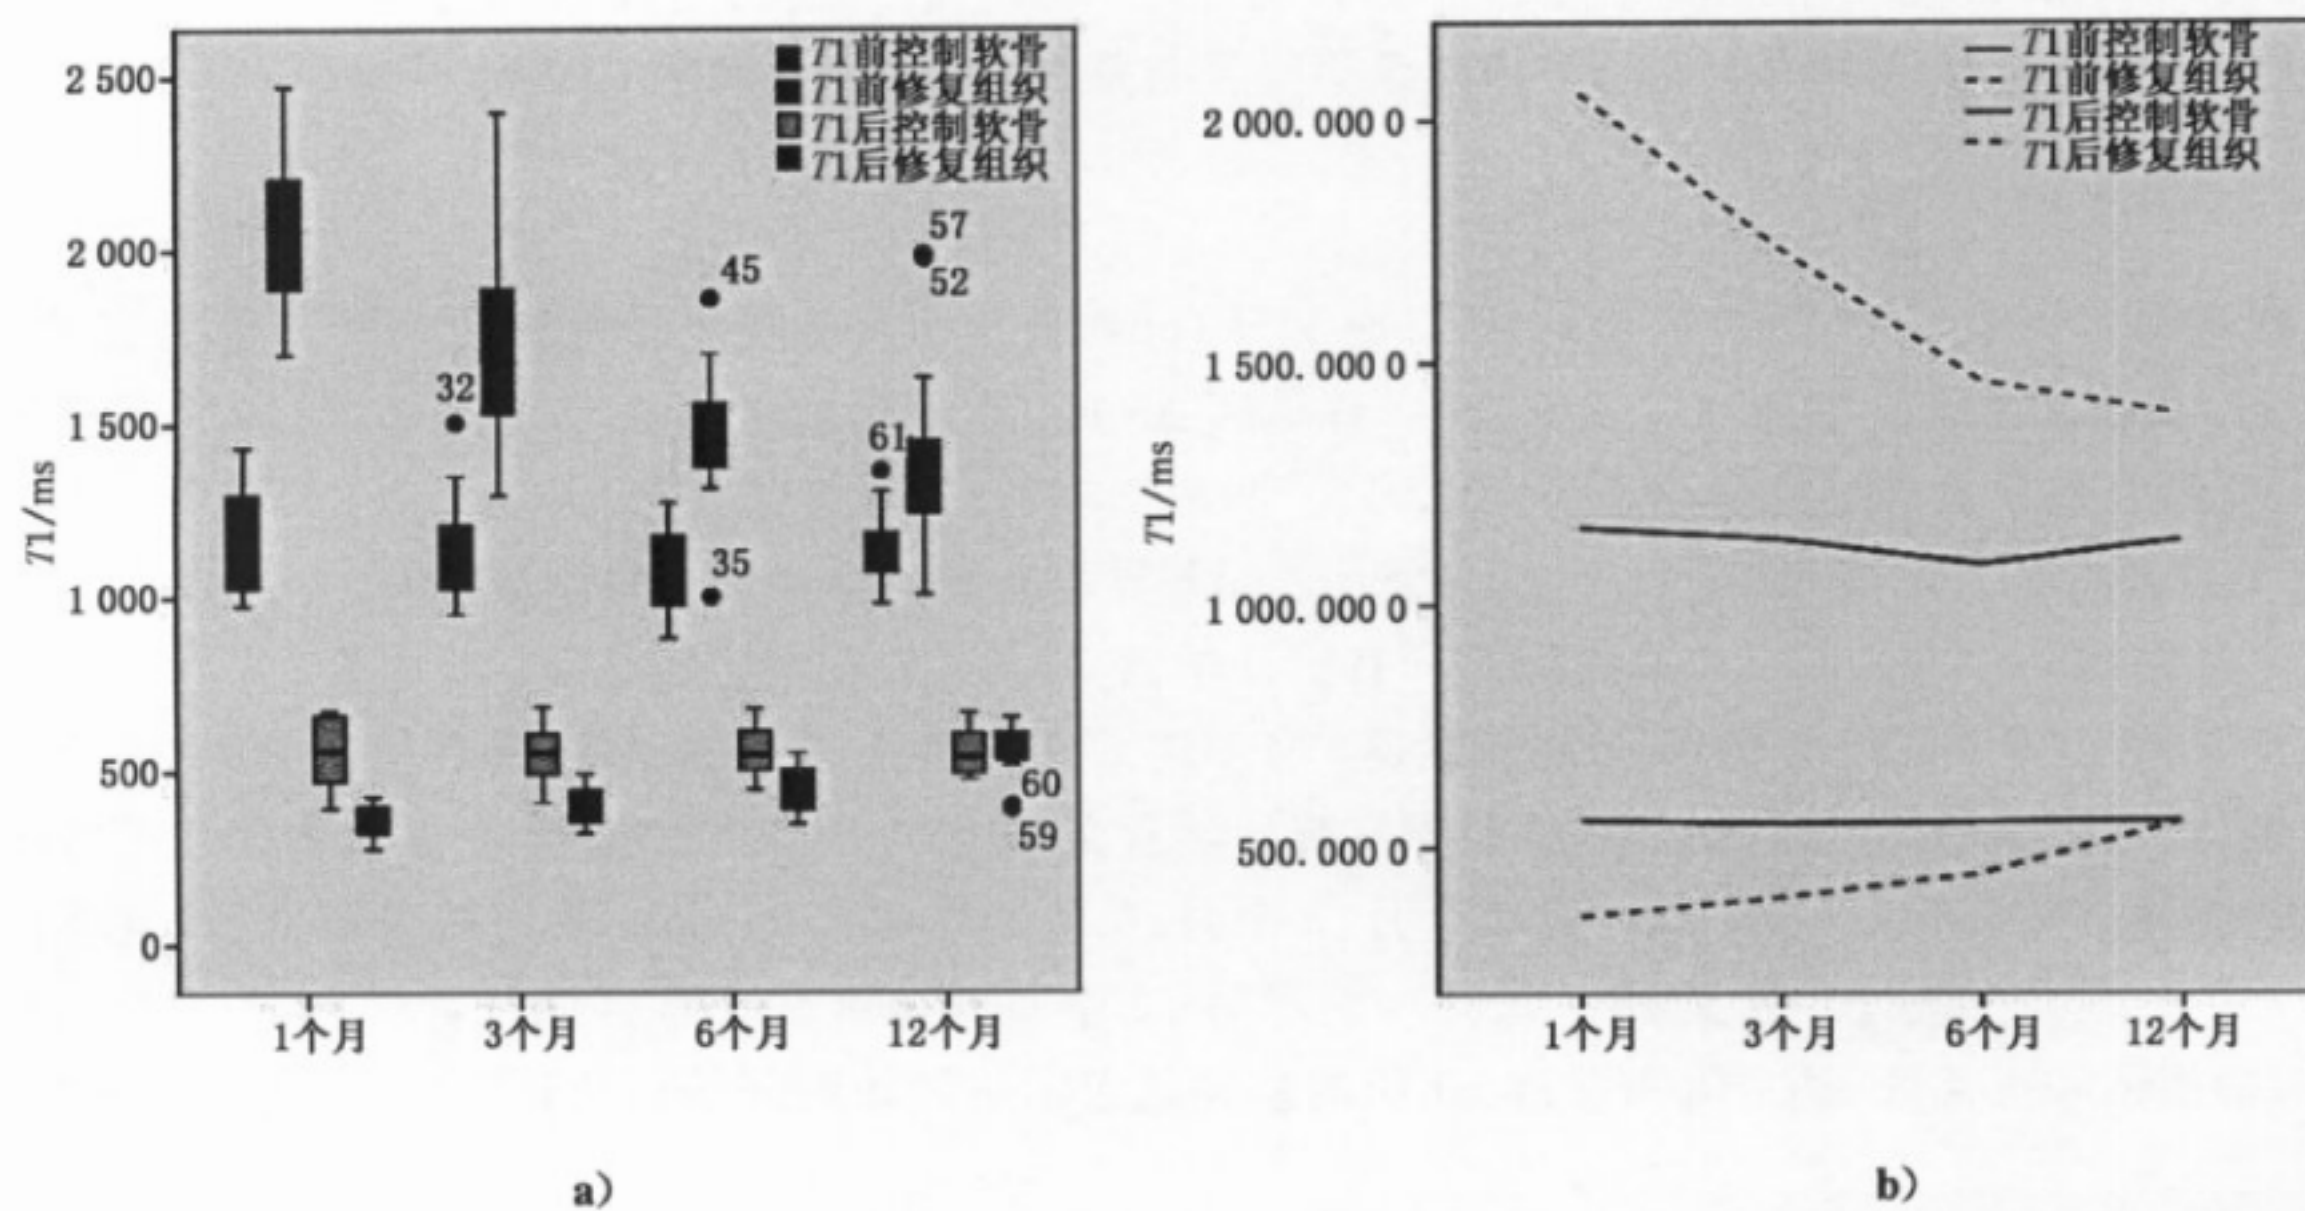 T1前控制软骨
T1前修复组织
T1后控制软骨
T1后修复组织
2 500
2 000
1 500
1 000
500
0
T1/ms
32
45
35
61
57
52
60
59
1个月
3个月
6个月
12个月
a)
T1前控制软骨
T1前修复组织
T1后控制软骨
T1后修复组织
2 000.000 0
1 500.000 0
1 000.000 0
500.000 0
T1/ms
1个月
3个月
6个月
12个月
b)